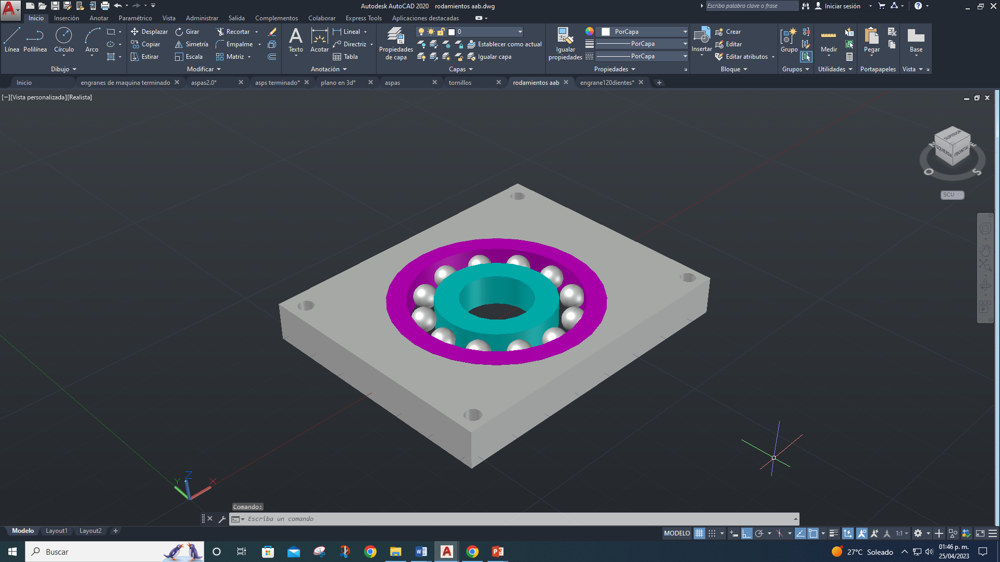 Autodesk AutoCAD 2020 rodamientos aab.dwg
Escriba palabra clave o frase
Iniciar sesión
Inicio Inserción Anotar Paramétrico Vista Administrar Salida Complementos Colaborar Express Tools Aplicaciones destacadas
Línea Polilínea Círculo Arco
Desplazar Girar Recortar
Copiar Simetría Empalme
Estirar Escala Matriz
Texto Acotar
Lineal
Directriz
Tabla
Propiedades de capa
0
Establecer como actual
Igualar capa
Igualar propiedades
PorCapa
PorCapa
PorCapa
Insertar
Crear
Editar
Editar atributos
Grupo
Medir
Pegar
Base
Dibujo Modificar Anotación Capas Propiedades Bloque Grupos Utilidades Portapapeles Vista
Inicio engranes de maquina terminado aspas2.0* asps terminado* plano en 3d* aspas tornillos rodamientos aab engrane120dientes*
[−][Vista personalizada][Realista]
SUPERIOR
IZQUIERDA FRONTAL
N E
O S
SCU
Y Z X
Comando:
Escriba un comando
Modelo Layout1 Layout2
MODELO 1:1
Buscar
27°C Soleado
01:46 p. m.
25/04/2023